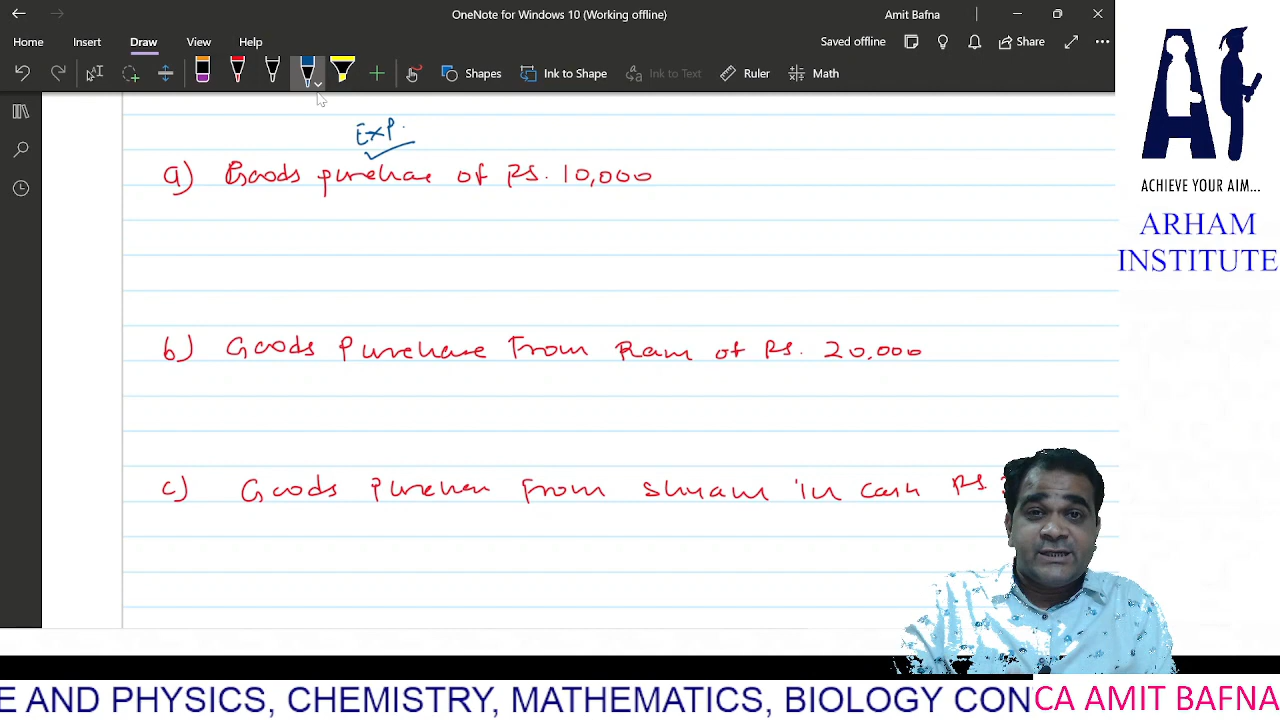 OneNote for Windows 10 (Working offline)
Amit Bafna
Home Insert Draw View Help
Saved offline
Share
Shapes
Ink to Shape
Ink to Text
Ruler
Math
Exp.
a) Goods purchase of Rs. 10,000
b) Goods Purchase From Ram of Rs. 20,000
c) Goods From Shyam in cash Rs
ACHIEVE YOUR AIM...
ARHAM
INSTITUTE
E AND PHYSICS, CHEMISTRY, MATHEMATICS, BIOLOGY CON
CA AMIT BAFNA